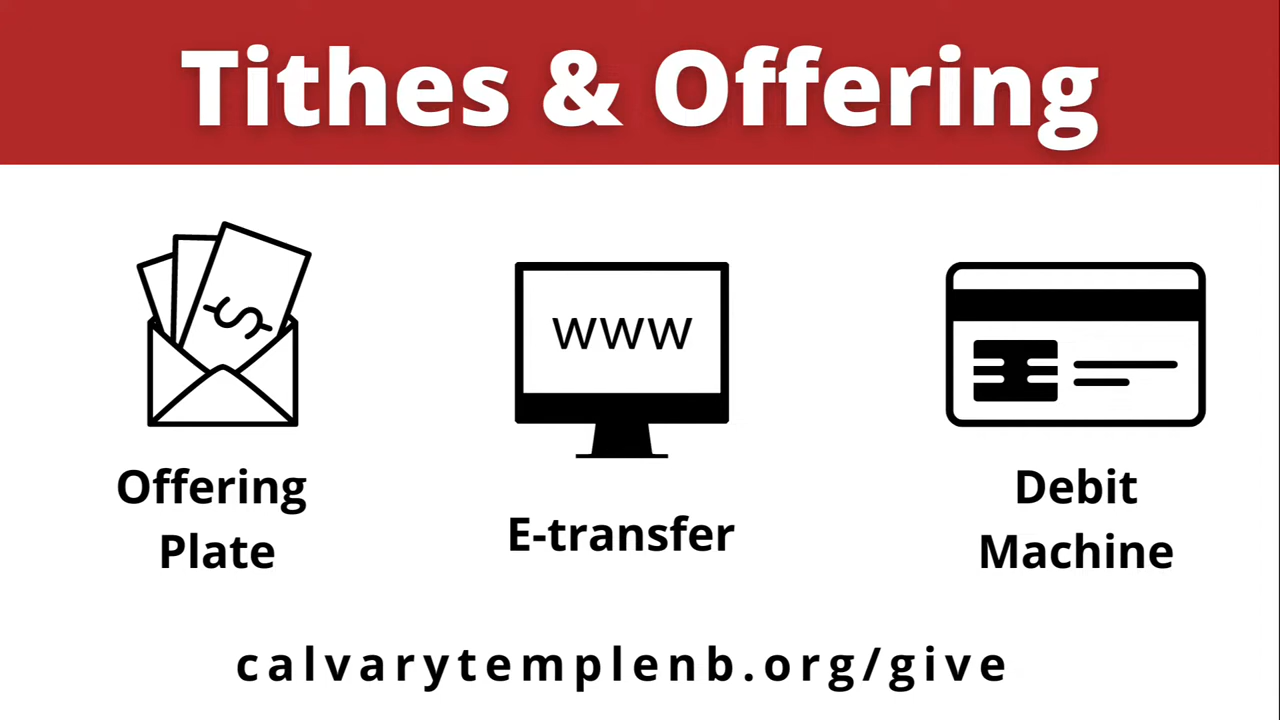 Tithes & Offering
$
www
Offering
Plate
E-transfer
Debit
Machine
calvarytemplenb.org/give